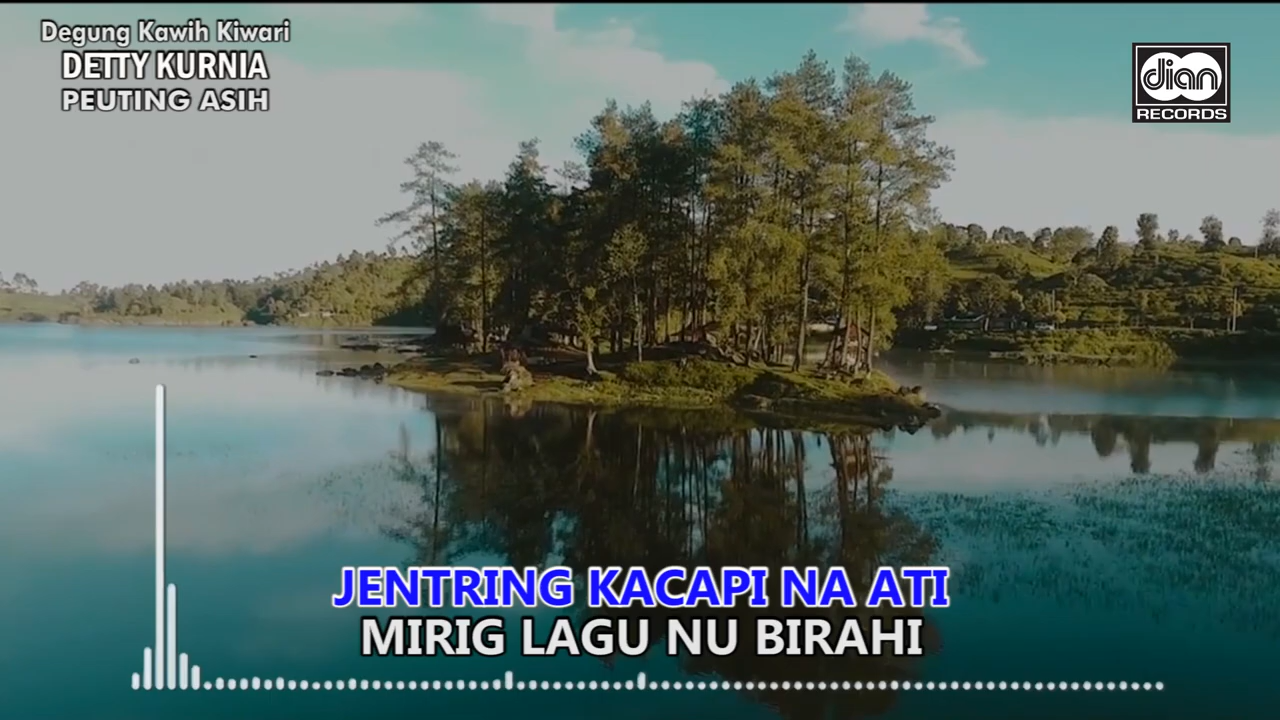 Degung Kawih Kiwari
DETTY KURNIA
PEUTING ASIH
dian
RECORDS
JENTRING KACAPI NA ATI
MIRIG LAGU NU BIRAHI